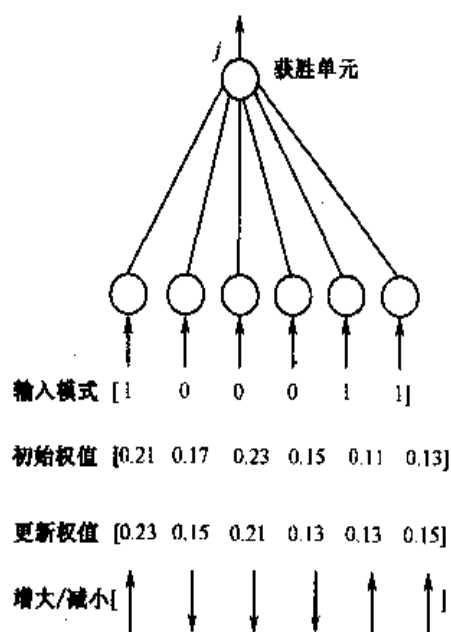 j
获胜单元
输入模式 [1 0 0 0 1 1]
初始权值 [0.21 0.17 0.23 0.15 0.11 0.13]
更新权值 [0.23 0.15 0.21 0.13 0.13 0.15]
增大/减小[ ↑ ↓ ↓ ↓ ↑ ↑ ]